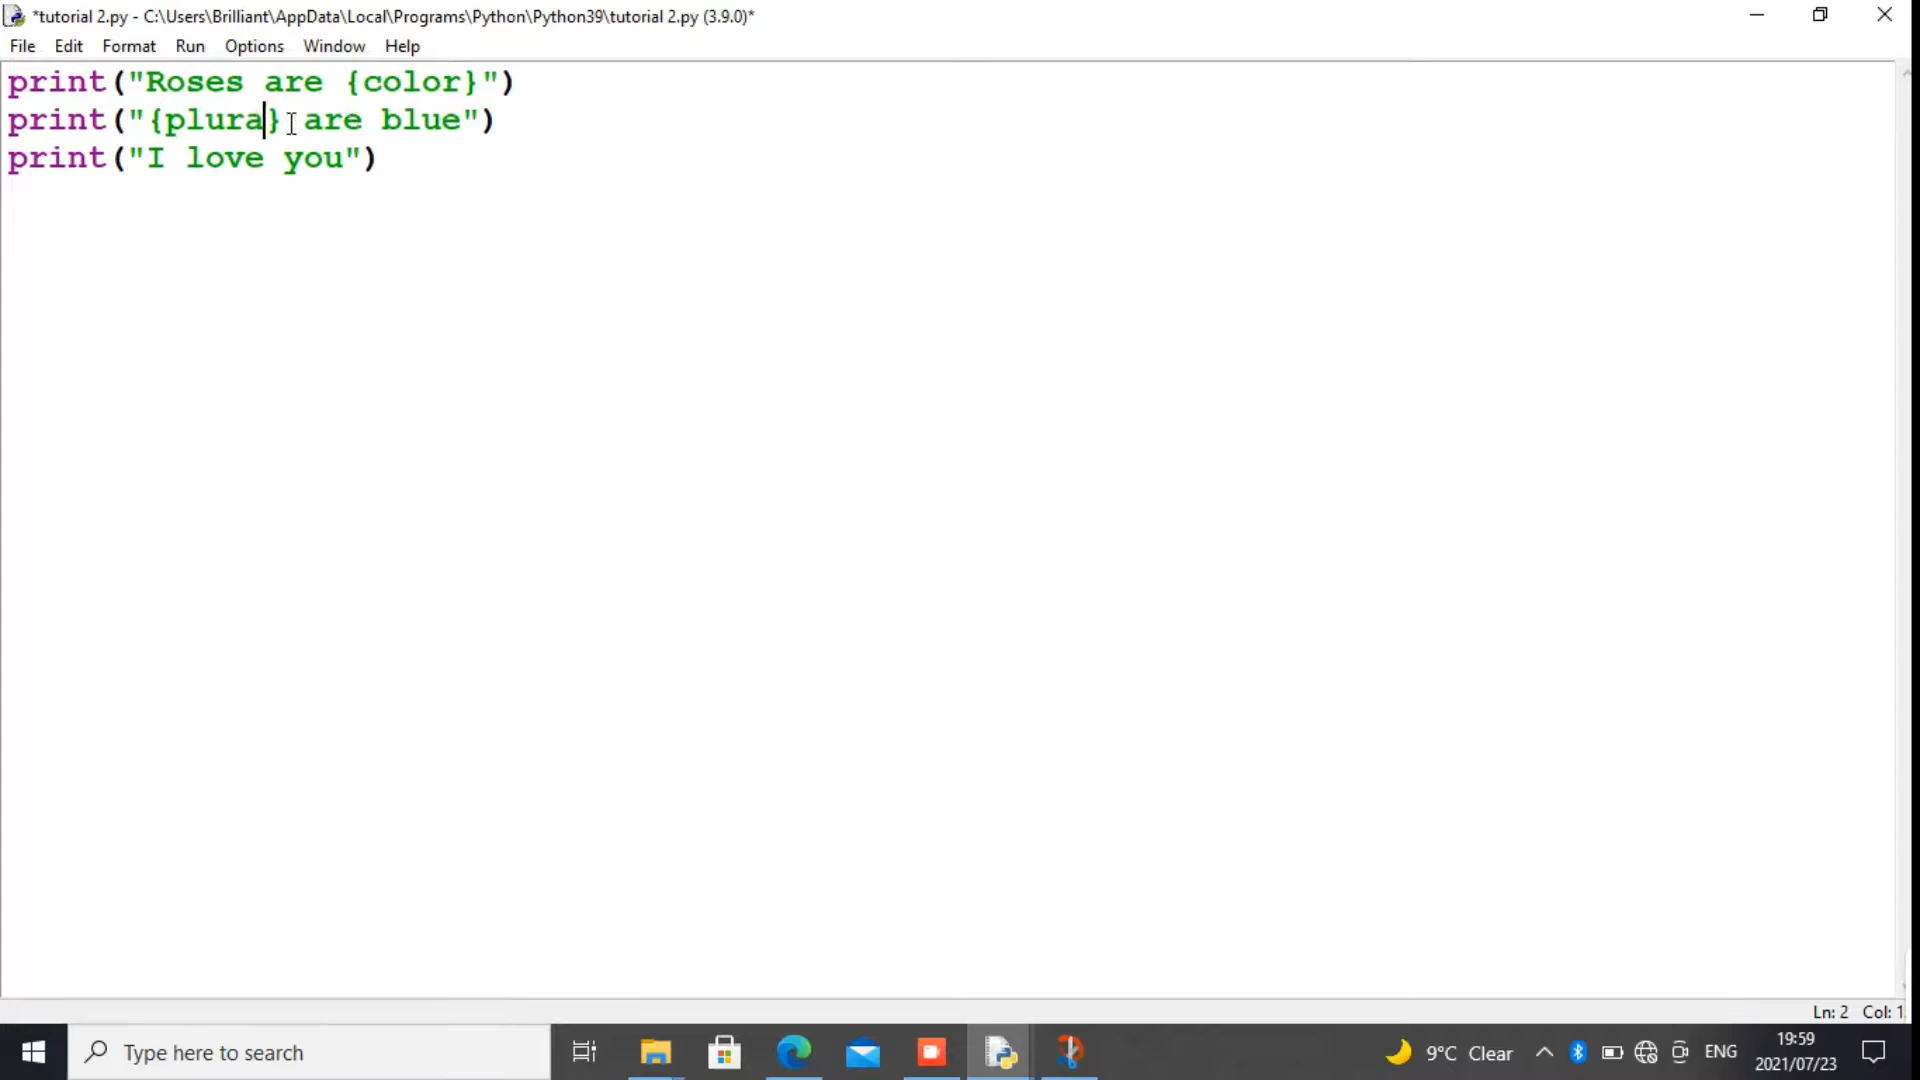 *tutorial 2.py - C:\Users\Brilliant\AppData\Local\Programs\Python\Python39\tutorial 2.py (3.9.0)*
File Edit Format Run Options Window Help
print("Roses are {color}")
print("{plura} are blue")
print("I love you")
Ln: 2 Col: 1
Type here to search
9°C Clear
ENG
19:59
2021/07/23